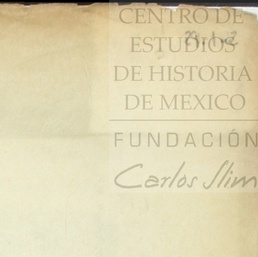 CENTRO DE
ESTUDIOS
DE HISTORIA
DE MEXICO
FUNDACIÓN
Carlos Slim